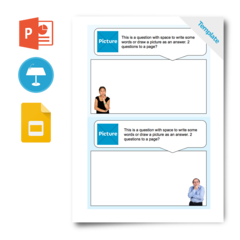 P
Template
Picture
This is a question with space to write some
words or draw a picture as an answer. 2
questions to a page?
Picture
This is a question with space to write some
words or draw a picture as an answer. 2
questions to a page?